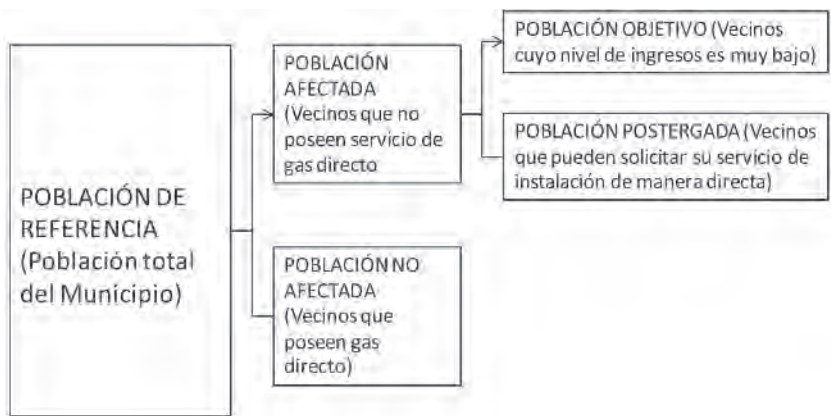 POBLACIÓN DE
REFERENCIA
(Población total
del Municipio)
POBLACIÓN
AFECTADA
(Vecinos que no
poseen servicio de
gas directo
POBLACIÓN NO
AFECTADA
(Vecinos que
poseen gas
directo)
POBLACIÓN OBJETIVO (Vecinos
cuyo nivel de ingresos es muy bajo)
POBLACIÓN POSTERGADA (Vecinos
que pueden solicitar su servicio de
instalación de manera directa)